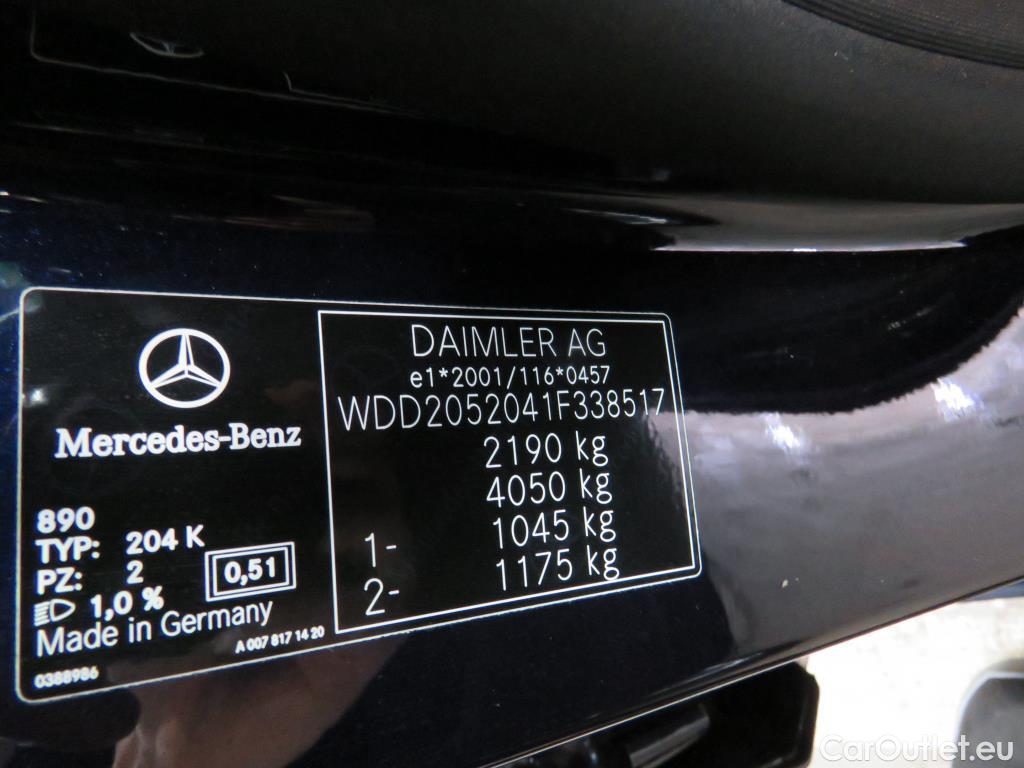 Mercedes-Benz
890
TYP: 204 K
PZ: 2
0,51
1,0 %
Made in Germany
A 007 817 14 20
0388986
DAIMLER AG
e1*2001/116*0457
WDD2052041F338517
2190 kg
4050 kg
1- 1045 kg
2- 1175 kg
CarOutlet.eu